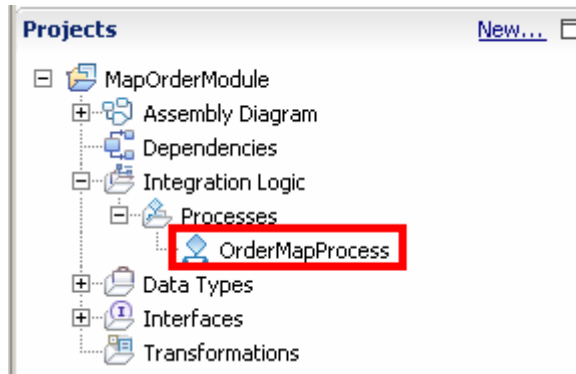 Projects New...
MapOrderModule
Assembly Diagram
Dependencies
Integration Logic
Processes
OrderMapProcess
Data Types
Interfaces
Transformations